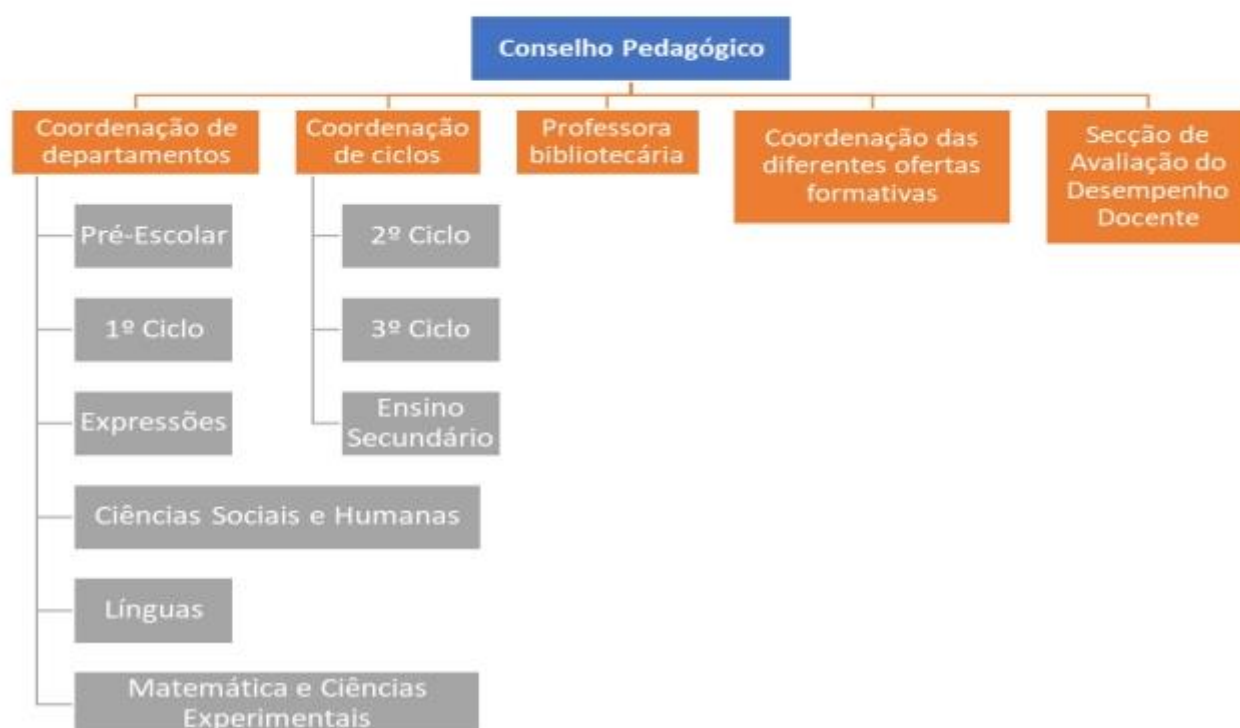 Conselho Pedagógico
Coordenação de
departamentos
Coordenação
de ciclos
Professora
bibliotecária
Coordenação das
diferentes ofertas
formativas
Secção de
Avaliação do
Desempenho
Docente
Pré-Escolar
1º Ciclo
Expressões
Ciências Sociais e Humanas
Línguas
Matemática e Ciências
Experimentais
2º Ciclo
3º Ciclo
Ensino
Secundário